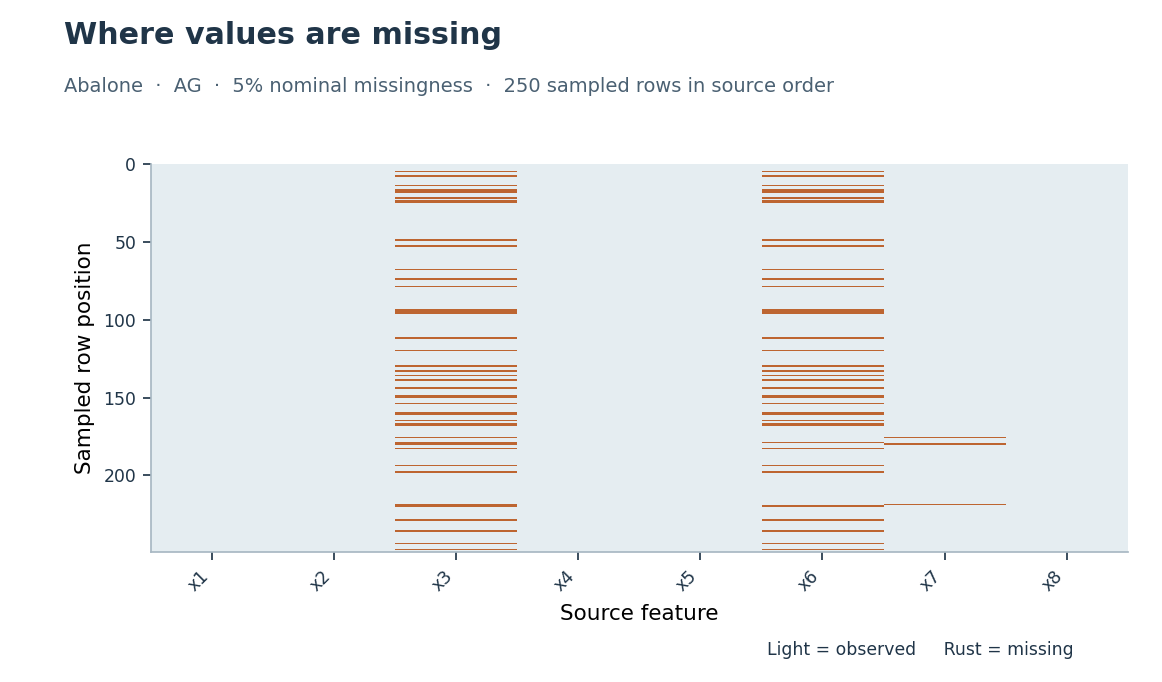 Where values are missing
Abalone · AG · 5% nominal missingness · 250 sampled rows in source order
0
50
100
150
200
Sampled row position
x1
x2
x3
x4
x5
x6
x7
x8
Source feature
Light = observed Rust = missing